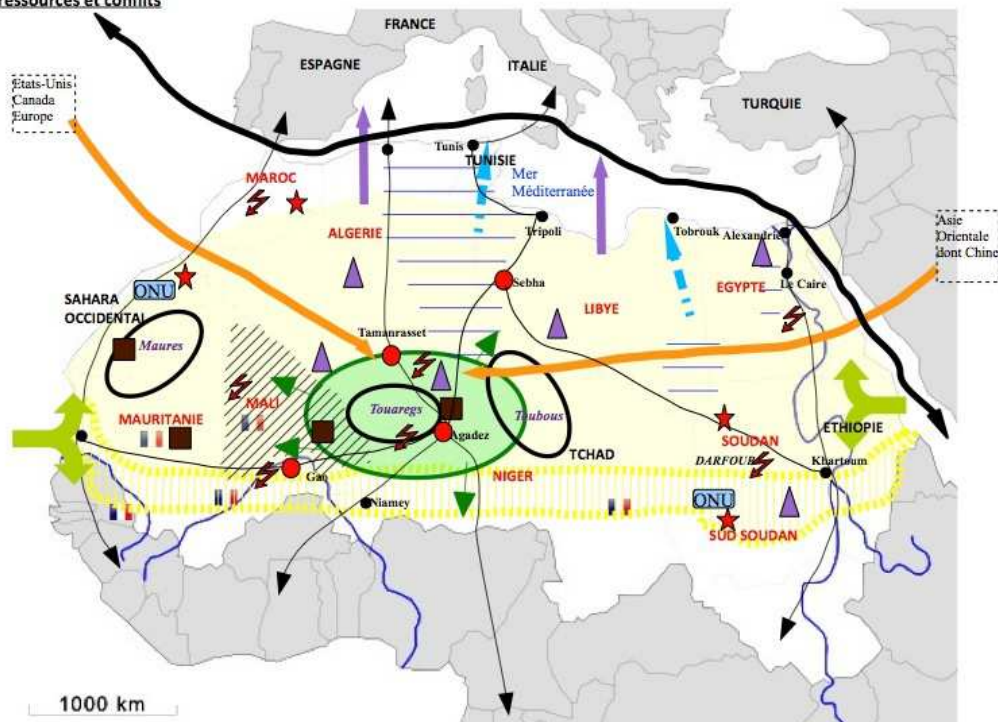 ressources et conflits
FRANCE
ESPAGNE
ITALIE
Etats-Unis
Canada
Europe
TURQUIE
Tunis
TUNISIE
MAROC
Mer
Méditerranée
ALGERIE
Tripoli
Tobrouk
Alexandrie
Asie
Orientale
dont Chine
Le Caire
ONU
Sebha
EGYPTE
SAHARA
OCCIDENTAL
LIBYE
Tamanrasset
Maures
MALI
MAURITANIE
Touaregs
Toubous
Agadez
TCHAD
SOUDAN
ETHIOPIE
DARFOUR
Khartoum
Gao
NIGER
Niamey
ONU
SUD SOUDAN
1000 km